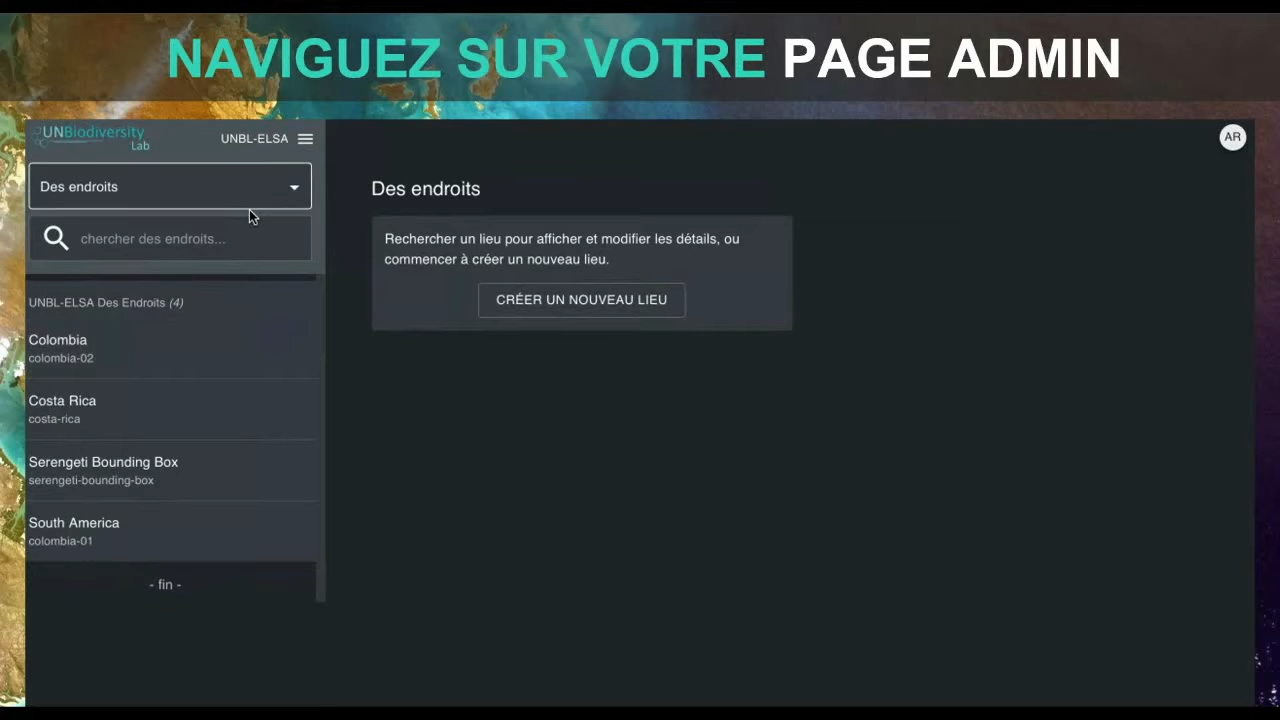 NAVIGUEZ SUR VOTRE PAGE ADMIN
UNBiodiversity
Lab
UNBL-ELSA
AR
Des endroits
chercher des endroits...
UNBL-ELSA Des Endroits (4)
Colombia
colombia-02
Costa Rica
costa-rica
Serengeti Bounding Box
serengeti-bounding-box
South America
colombia-01
- fin -
Des endroits
Rechercher un lieu pour afficher et modifier les détails, ou
commencer à créer un nouveau lieu.
CRÉER UN NOUVEAU LIEU